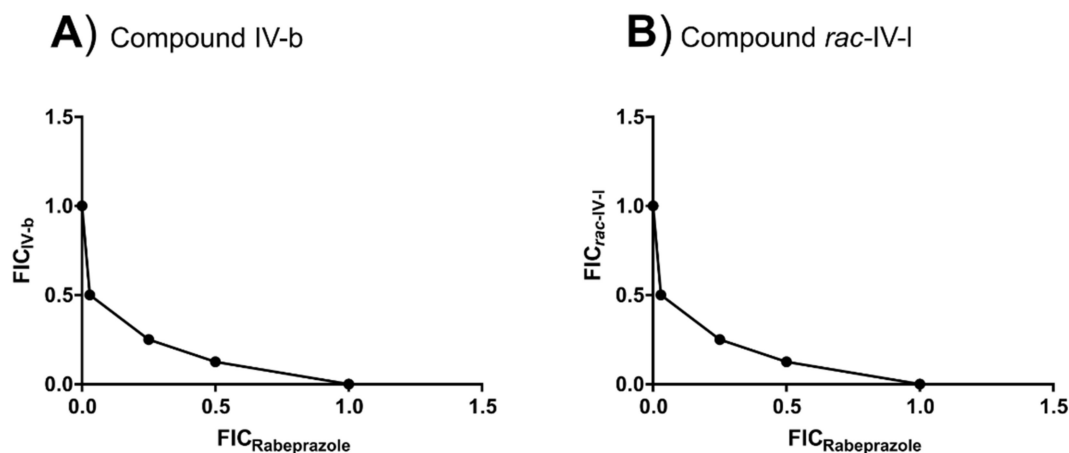 A) Compound IV-b
1.5
1.0
0.5
0.0
FICIV-b
0.0 0.5 1.0 1.5
FICRabeprazole
B) Compound rac-IV-l
1.5
1.0
0.5
0.0
FICrac-IV-l
0.0 0.5 1.0 1.5
FICRabeprazole